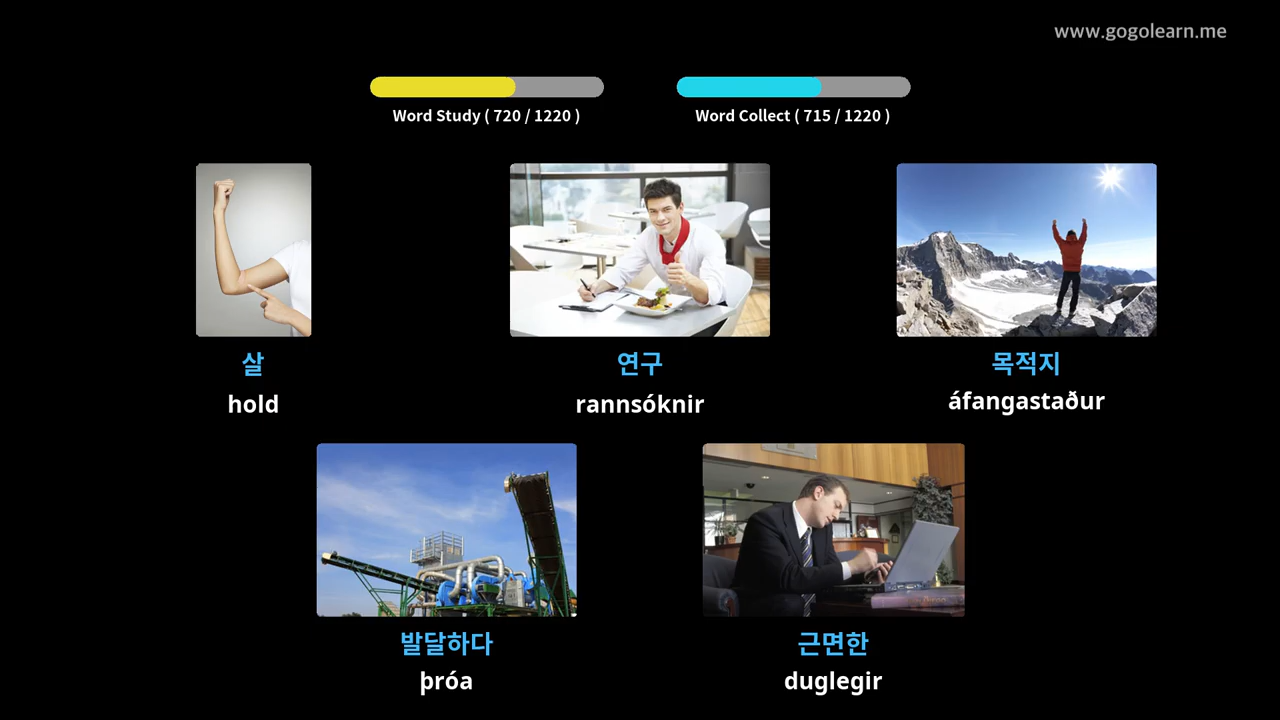 www.gogolearn.me
Word Study ( 720 / 1220 )
Word Collect ( 715 / 1220 )
살
hold
연구
rannsóknir
목적지
áfangastaður
발달하다
þróa
근면한
duglegir